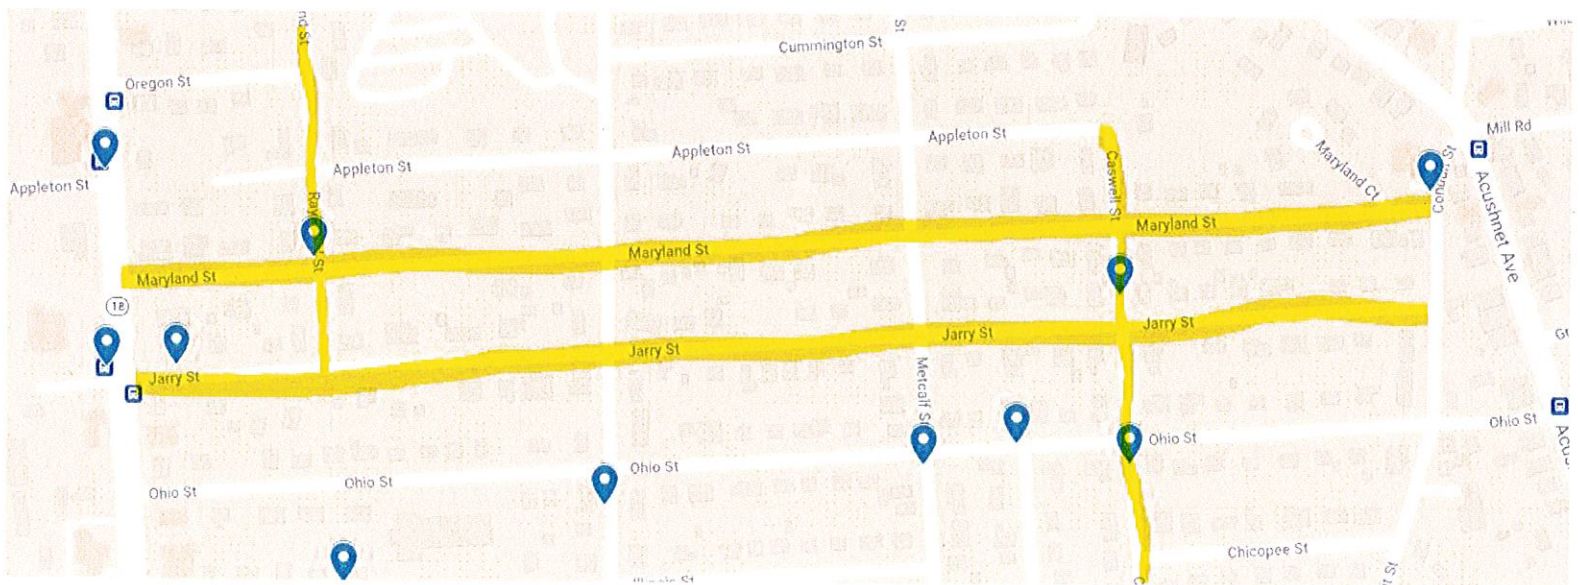 St
Cummington St
Oregon St
Mill Rd
Appleton St
Appleton St
Appleton St
Appleton St
Maryland Ct
Caswell St
St
Acushnet Ave
Maryland St
Maryland St
Maryland St
18
Jarry St
Jarry St
Jarry St
Jarry St
Metcalf St
Ohio St
Ohio St
Ohio St
Ohio St
Ohio St
Chicopee St